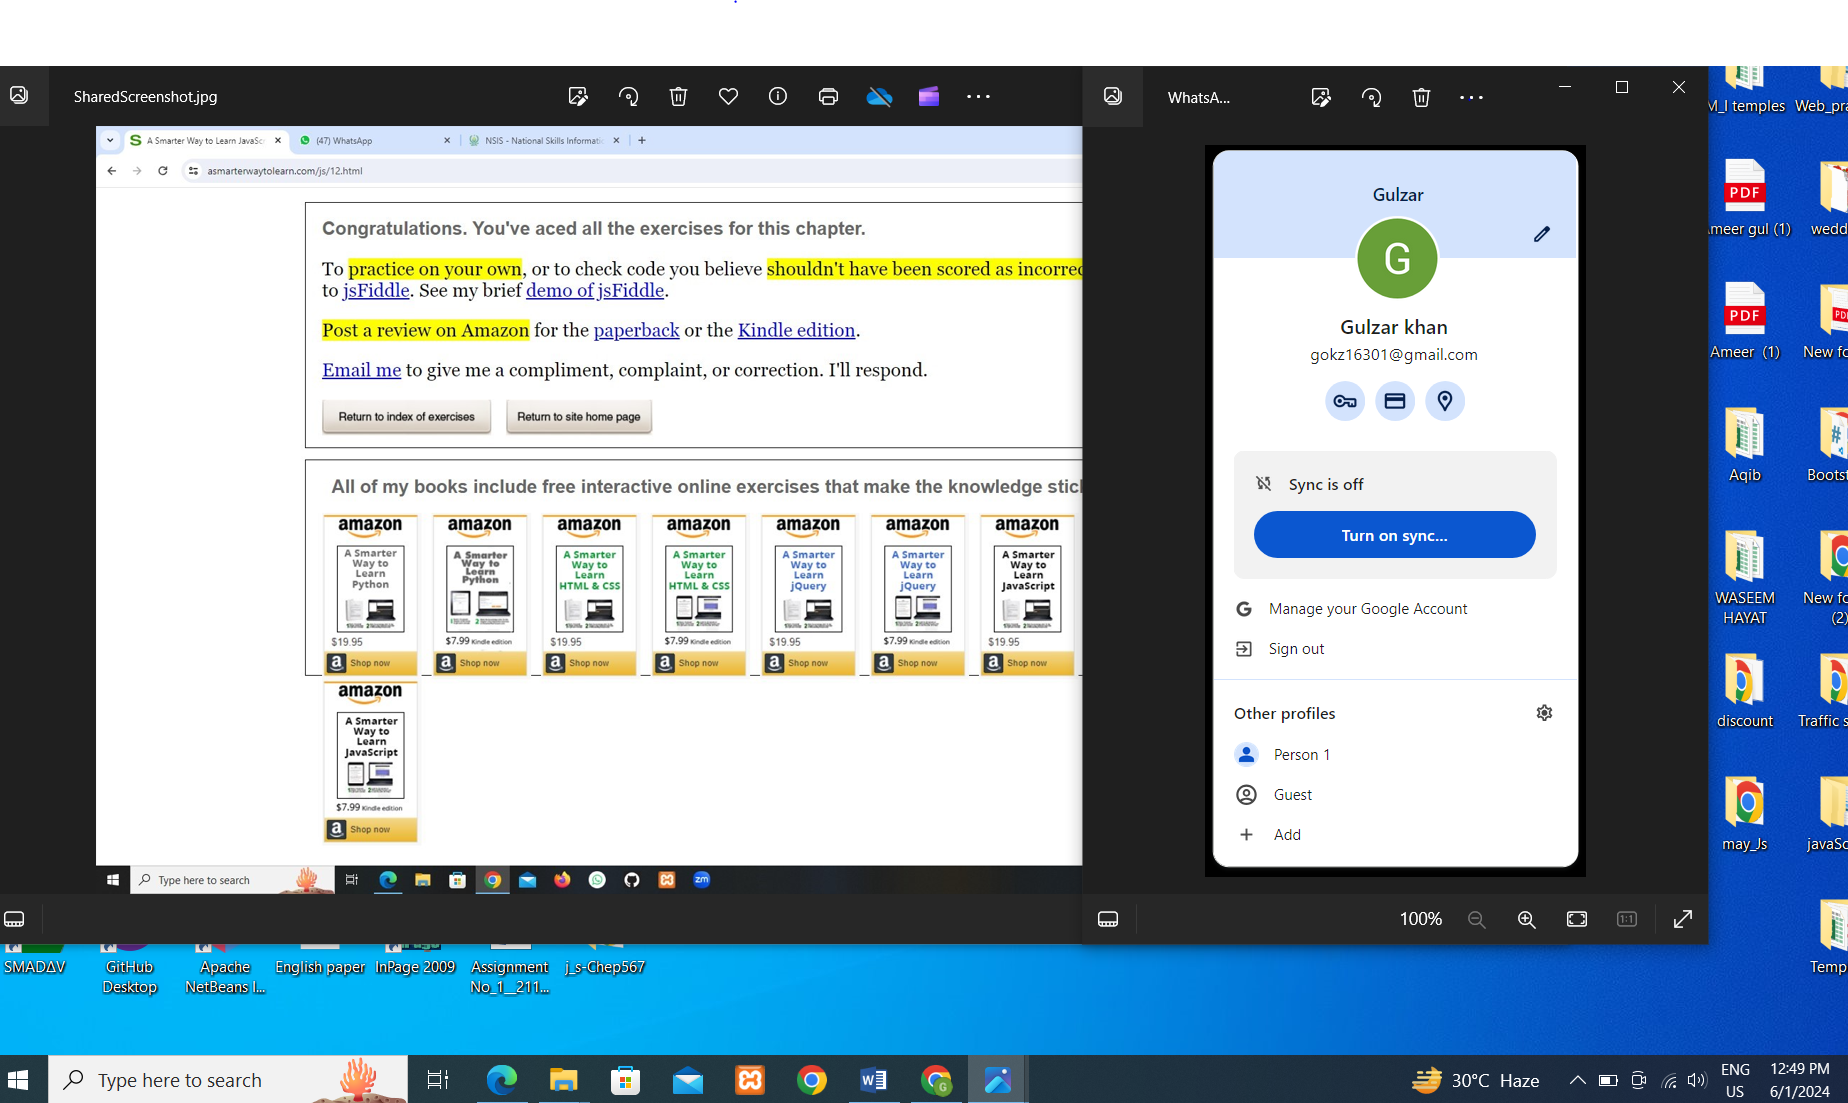 SharedScreenshot.jpg
A Smarter Way to Learn JavaSc
(47) WhatsApp
NSIS - National Skills Informati
asmarterwaytolearn.com/js/12.html
Congratulations. You've aced all the exercises for this chapter.
To practice on your own, or to check code you believe shouldn't have been scored as incorrec
to jsFiddle. See my brief demo of jsFiddle.
Post a review on Amazon for the paperback or the Kindle edition.
Email me to give me a compliment, complaint, or correction. I'll respond.
Return to index of exercises
Return to site home page
All of my books include free interactive online exercises that make the knowledge stic
amazon
A Smarter
Way to
Learn
Python
$19.95
a Shop now
amazon
A Smarter
Way to
Learn
Python
$7.99 Kindle edition
a Shop now
amazon
A Smarter
Way to
Learn
HTML & CSS
$19.95
a Shop now
amazon
A Smarter
Way to
Learn
HTML & CSS
$7.99 Kindle edition
a Shop now
amazon
A Smarter
Way to
Learn
jQuery
$19.95
a Shop now
amazon
A Smarter
Way to
Learn
jQuery
$7.99 Kindle edition
a Shop now
amazon
A Smarter
Way to
Learn
JavaScript
$19.95
a Shop now
amazon
A Smarter
Way to
Learn
JavaScript
$7.99 Kindle edition
a Shop now
Type here to search
zm
WhatsA...
Gulzar
G
Gulzar khan
gokz16301@gmail.com
Sync is off
Turn on sync...
Manage your Google Account
Sign out
Other profiles
Person 1
Guest
Add
100%
1:1
M_I temples
Web_pra
PDF
meer gul (1)
wedd
PDF
Ameer (1)
New fo
Aqib
Boots
WASEEM
HAYAT
New fo
(2)
discount
Traffic s
may_Js
javaSc
Temp
SMADΔV
GitHub
Desktop
Apache
NetBeans I...
English paper
InPage 2009
Assignment
No_1__211...
j_s-Chep567
Type here to search
30°C Haze
ENG
US
12:49 PM
6/1/2024